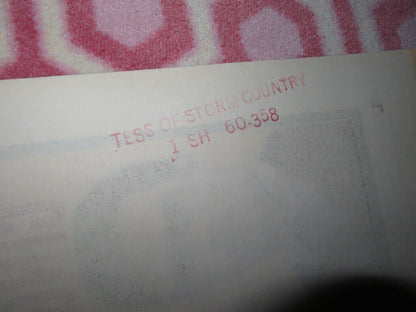 TESS OF STORM COUNTRY
1 SH 60-358